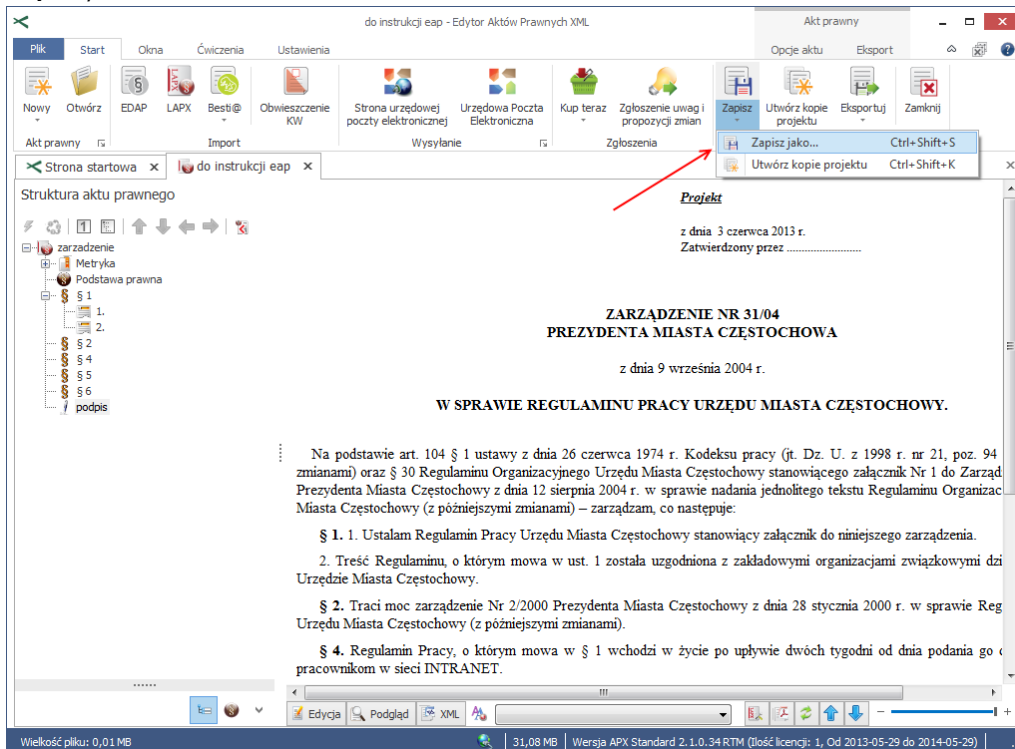 do instrukcji eap - Edytor Aktów Prawnych XML
Akt prawny
Plik Start Okna Ćwiczenia Ustawienia Opcje aktu Eksport
Nowy Otwórz EDAP LAPX Besti@ Obwieszczenie KW Strona urzędowej poczty elektronicznej Urzędowa Poczta Elektroniczna Kup teraz Zgłoszenie uwag i propozycji zmian Zapisz Utwórz kopie projektu Eksportuj Zamknij
Akt prawny Import Wysyłanie Zgłoszenia
Zapisz jako... Ctrl+Shift+S
Utwórz kopie projektu Ctrl+Shift+K
Strona startowa do instrukcji eap
Struktura aktu prawnego
zarzadzenie
Metryka
Podstawa prawna
§ 1
1.
2.
§ 2
§ 4
§ 5
§ 6
podpis
Projekt
z dnia 3 czerwca 2013 r.
Zatwierdzony przez .........................
ZARZĄDZENIE NR 31/04
PREZYDENTA MIASTA CZĘSTOCHOWA
z dnia 9 września 2004 r.
W SPRAWIE REGULAMINU PRACY URZĘDU MIASTA CZĘSTOCHOWY.
Na podstawie art. 104 § 1 ustawy z dnia 26 czerwca 1974 r. Kodeksu pracy (jt. Dz. U. z 1998 r. nr 21, poz. 94
zmianami) oraz § 30 Regulaminu Organizacyjnego Urzędu Miasta Częstochowy stanowiącego załącznik Nr 1 do Zarząd
Prezydenta Miasta Częstochowy z dnia 12 sierpnia 2004 r. w sprawie nadania jednolitego tekstu Regulaminu Organizac
Miasta Częstochowy (z późniejszymi zmianami) – zarządzam, co następuje:
§ 1. 1. Ustalam Regulamin Pracy Urzędu Miasta Częstochowy stanowiący załącznik do niniejszego zarządzenia.
2. Treść Regulaminu, o którym mowa w ust. 1 została uzgodniona z zakładowymi organizacjami związkowymi dzi
Urzędzie Miasta Częstochowy.
§ 2. Traci moc zarządzenie Nr 2/2000 Prezydenta Miasta Częstochowy z dnia 28 stycznia 2000 r. w sprawie Reg
Urzędu Miasta Częstochowy (z późniejszymi zmianami).
§ 4. Regulamin Pracy, o którym mowa w § 1 wchodzi w życie po upływie dwóch tygodni od dnia podania go
pracownikom w sieci INTRANET.
Edycja Podgląd XML
Wielkość pliku: 0,01 MB 31,08 MB Wersja APX Standard 2.1.0.34 RTM (Ilość licencji: 1, Od 2013-05-29 do 2014-05-29)